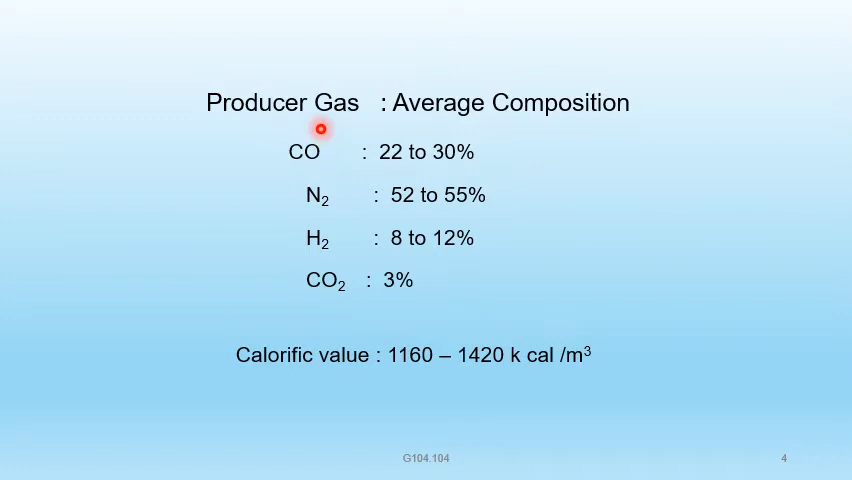 Producer Gas : Average Composition
CO : 22 to 30%
N₂ : 52 to 55%
H₂ : 8 to 12%
CO₂ : 3%
Calorific value : 1160 – 1420 k cal /m³
G104.104
4